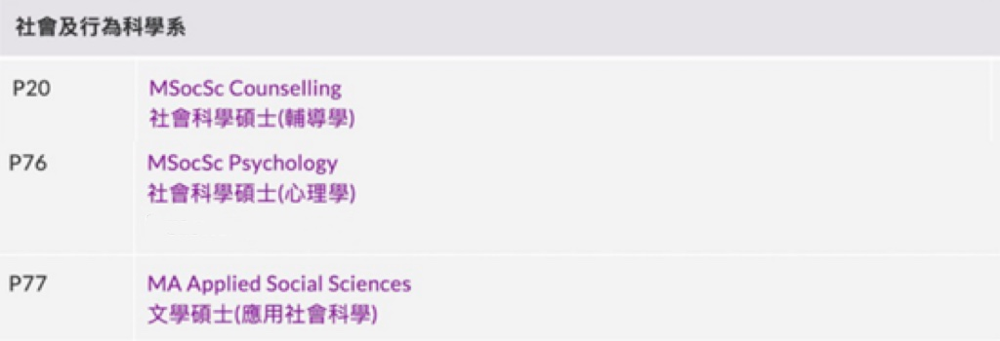 社會及行為科學系
P20
MSocSc Counselling
社會科學碩士(輔導學)
P76
MSocSc Psychology
社會科學碩士(心理學)
P77
MA Applied Social Sciences
文學碩士(應用社會科學)